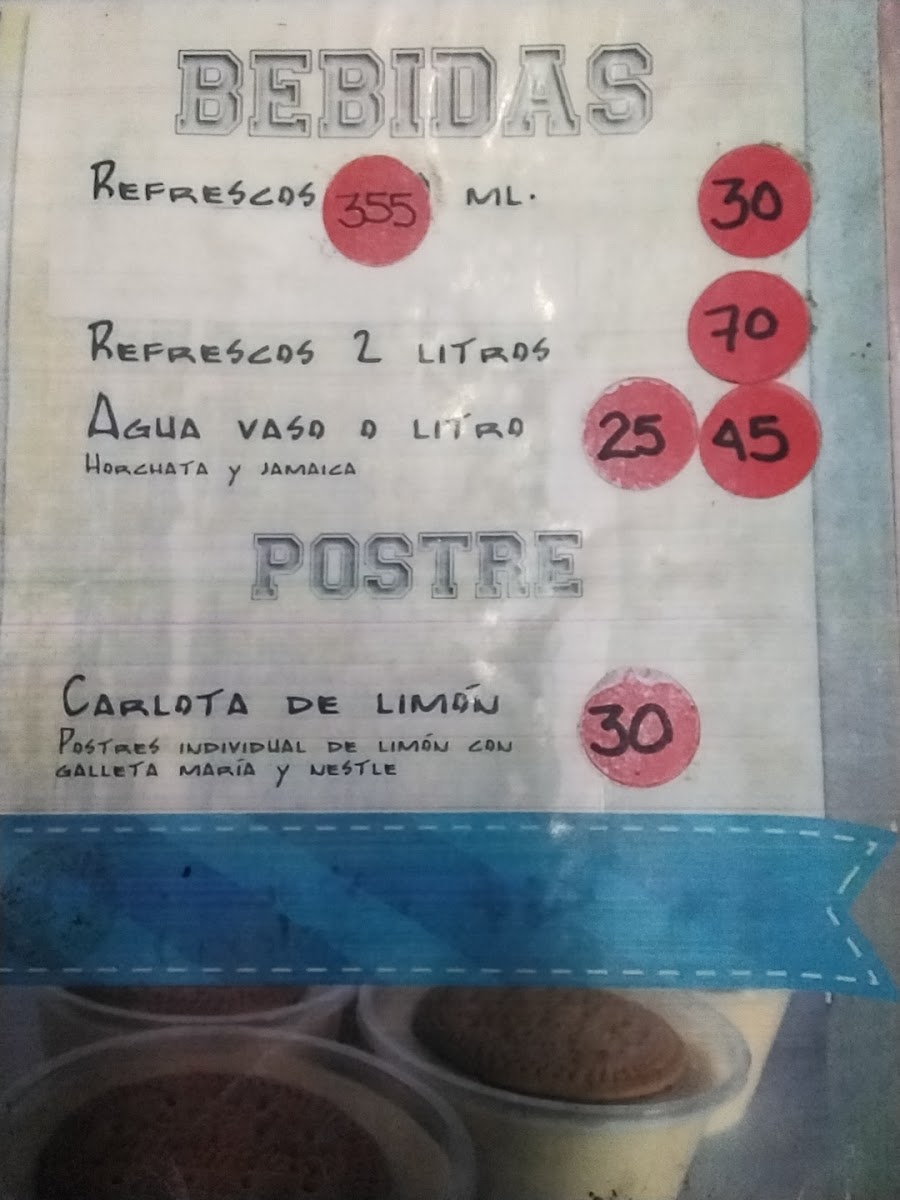 BEBIDAS
REFRESCOS 355 ML. 30
REFRESCOS 2 LITROS 70
AGUA VASO O LITRO 25 45
HORCHATA Y JAMAICA
POSTRE
CARLOTA DE LIMÓN 30
POSTRES INDIVIDUAL DE LIMÓN CON
GALLETA MARÍA Y NESTLE